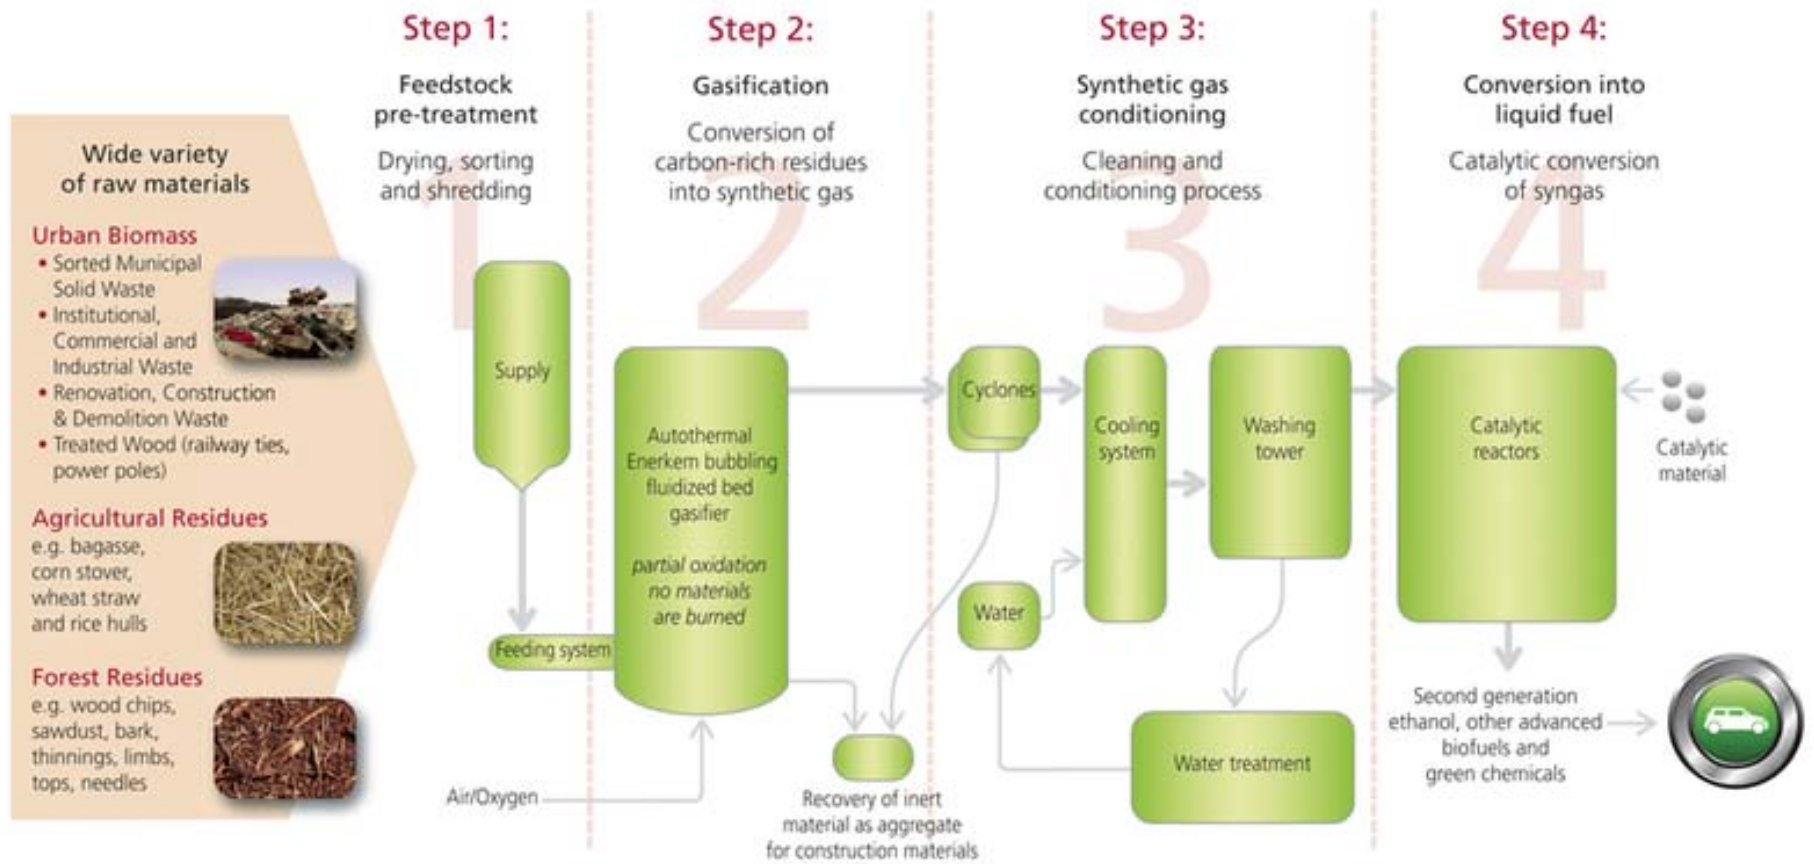 Step 1:
Feedstock
pre-treatment
Drying, sorting
and shredding
1
Step 2:
Gasification
Conversion of
carbon-rich residues
into synthetic gas
2
Step 3:
Synthetic gas
conditioning
Cleaning and
conditioning process
3
Step 4:
Conversion into
liquid fuel
Catalytic conversion
of syngas
4
Wide variety
of raw materials
Urban Biomass
• Sorted Municipal
Solid Waste
• Institutional,
Commercial and
Industrial Waste
• Renovation, Construction
& Demolition Waste
• Treated Wood (railway ties,
power poles)
Agricultural Residues
e.g. bagasse,
corn stover,
wheat straw
and rice hulls
Forest Residues
e.g. wood chips,
sawdust, bark,
thinnings, limbs,
tops, needles
Supply
Feeding system
Air/Oxygen
Autothermal
Enerkem bubbling
fluidized bed
gasifier
partial oxidation
no materials
are burned
Recovery of inert
material as aggregate
for construction materials
Cyclones
Cooling
system
Washing
tower
Water
Water treatment
Catalytic
reactors
Catalytic
material
Second generation
ethanol, other advanced
biofuels and
green chemicals